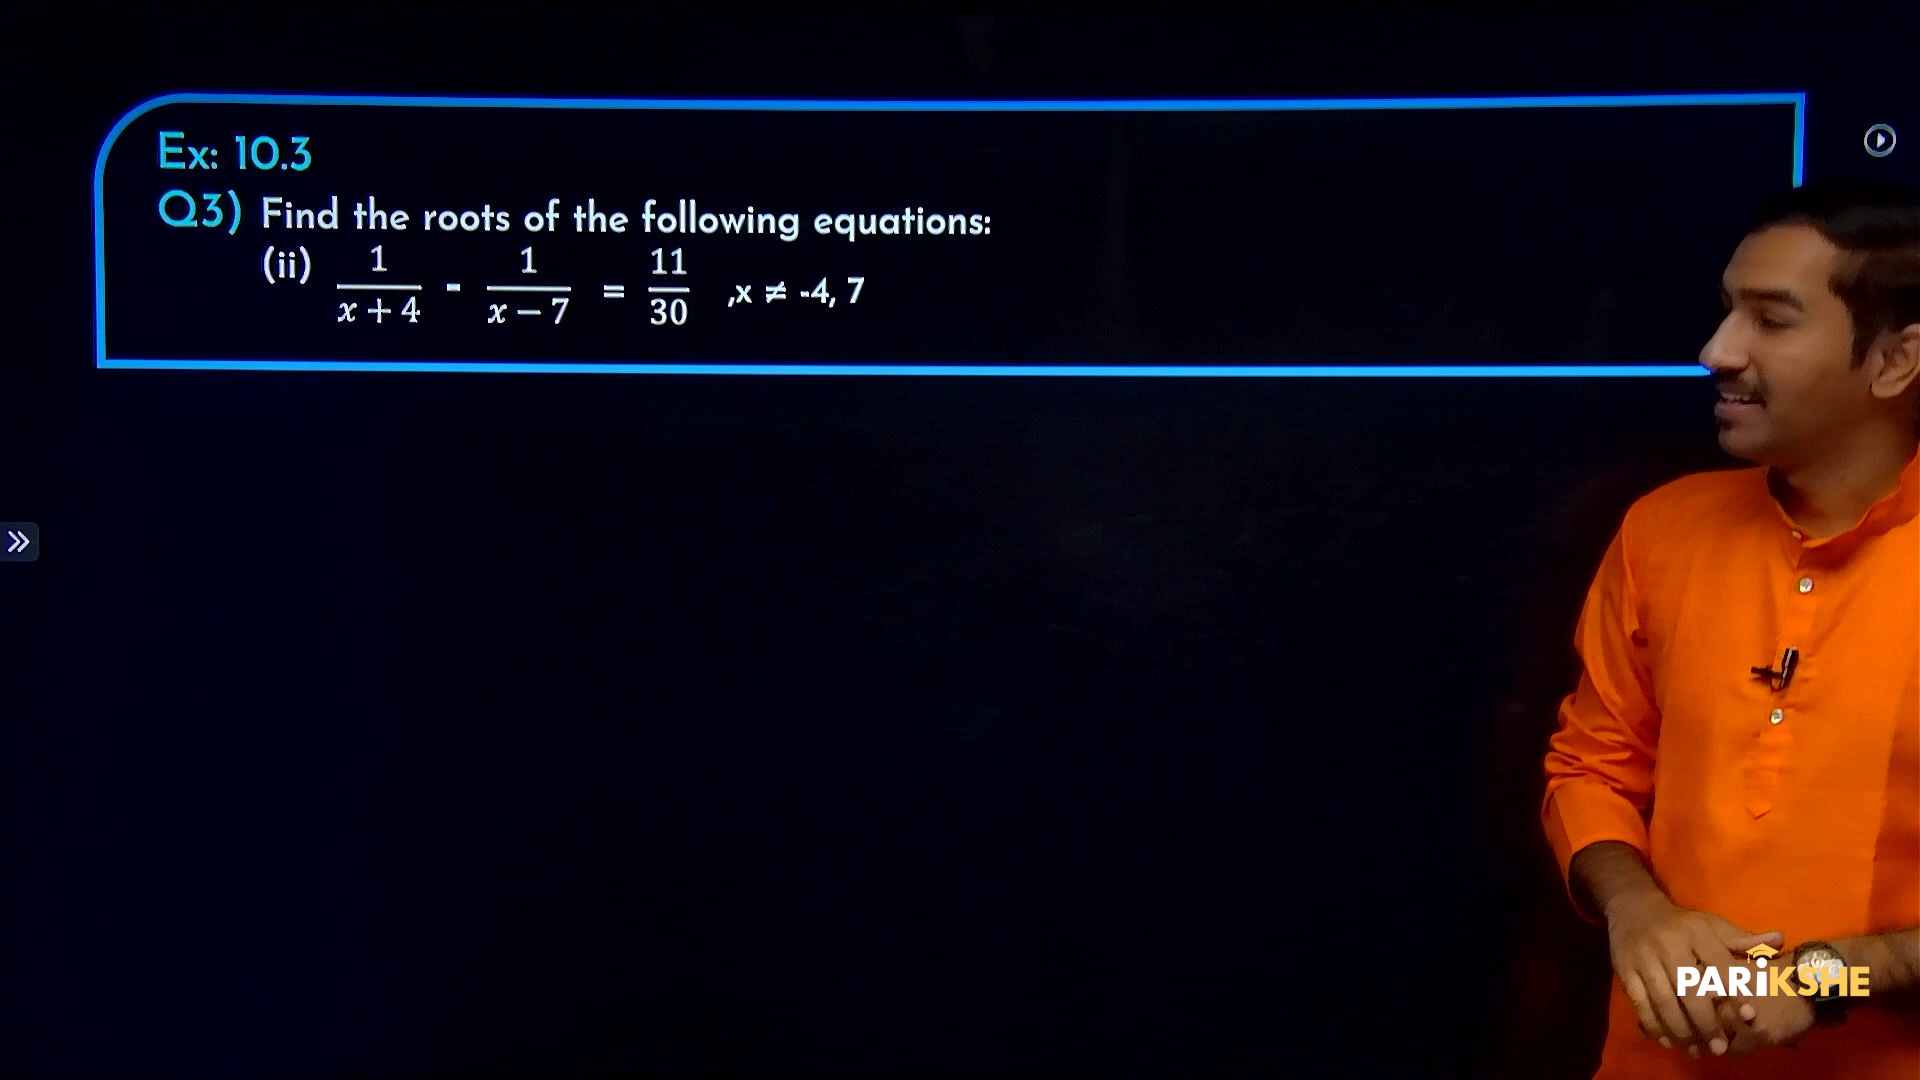 Ex: 10.3
Q3) Find the roots of the following equations:
(ii) 1/(x + 4) - 1/(x − 7) = 11/30 ,x ≠ -4, 7
PARiKSHE